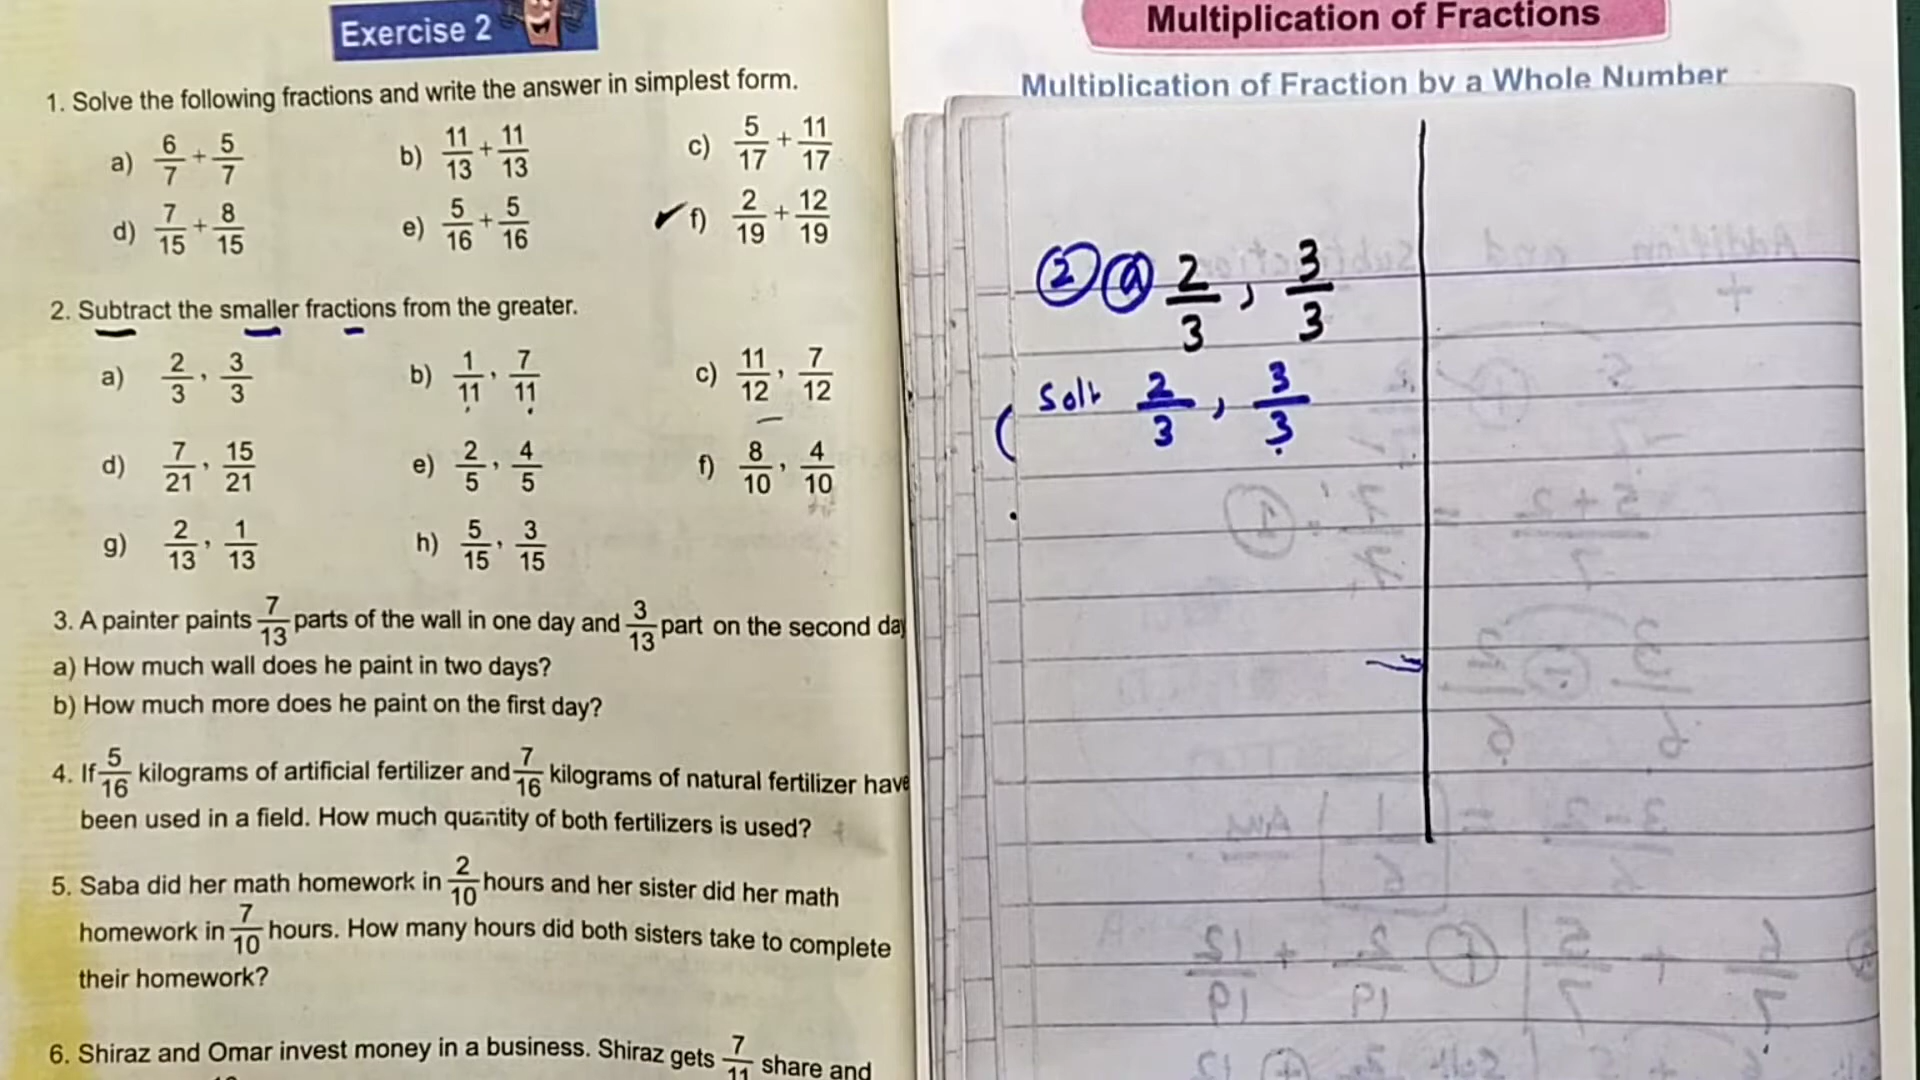 Exercise 2
1. Solve the following fractions and write the answer in simplest form.
a) 6/7 + 5/7 b) 11/13 + 11/13 c) 5/17 + 11/17
d) 7/15 + 8/15 e) 5/16 + 5/16 f) 2/19 + 12/19
2. Subtract the smaller fractions from the greater.
a) 2/3 , 3/3 b) 1/11 , 7/11 c) 11/12 , 7/12
d) 7/21 , 15/21 e) 2/5 , 4/5 f) 8/10 , 4/10
g) 2/13 , 1/13 h) 5/15 , 3/15
3. A painter paints 7/13 parts of the wall in one day and 3/13 part on the second day
a) How much wall does he paint in two days?
b) How much more does he paint on the first day?
4. If 5/16 kilograms of artificial fertilizer and 7/16 kilograms of natural fertilizer have
been used in a field. How much quantity of both fertilizers is used?
5. Saba did her math homework in 2/10 hours and her sister did her math
homework in 7/10 hours. How many hours did both sisters take to complete
their homework?
6. Shiraz and Omar invest money in a business. Shiraz gets 7/11 share and
Multiplication of Fractions
Multiplication of Fraction by a Whole Number
2 a 2/3 , 3/3
Sol: 2/3 , 3/3